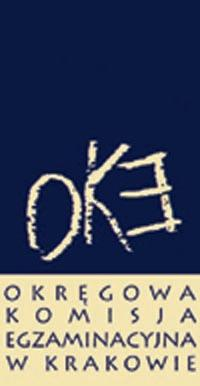 OKE
OKRĘGOWA
KOMISJA
EGZAMINACYJNA
W KRAKOWIE